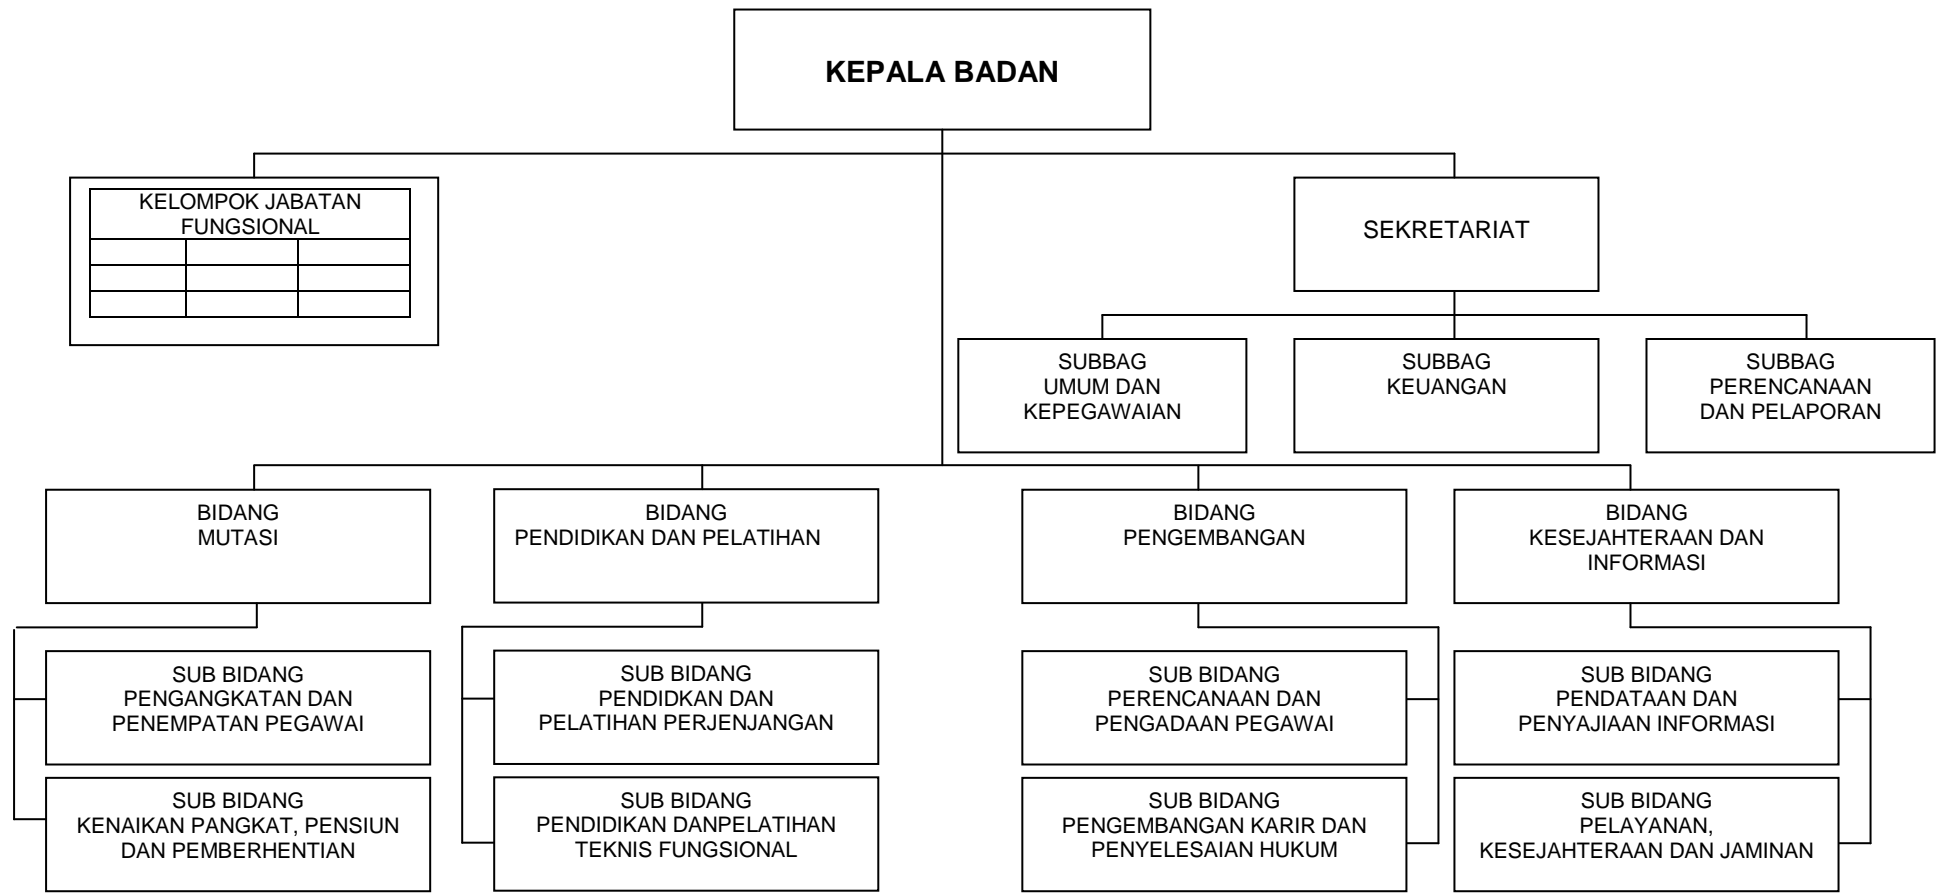 KEPALA BADAN
KELOMPOK JABATAN
FUNGSIONAL
SEKRETARIAT
SUBBAG
UMUM DAN
KEPEGAWAIAN
SUBBAG
KEUANGAN
SUBBAG
PERENCANAAN
DAN PELAPORAN
BIDANG
MUTASI
BIDANG
PENDIDIKAN DAN PELATIHAN
BIDANG
PENGEMBANGAN
BIDANG
KESEJAHTERAAN DAN
INFORMASI
SUB BIDANG
PENGANGKATAN DAN
PENEMPATAN PEGAWAI
SUB BIDANG
PENDIDKAN DAN
PELATIHAN PERJENJANGAN
SUB BIDANG
PERENCANAAN DAN
PENGADAAN PEGAWAI
SUB BIDANG
PENDATAAN DAN
PENYAJIAAN INFORMASI
SUB BIDANG
KENAIKAN PANGKAT, PENSIUN
DAN PEMBERHENTIAN
SUB BIDANG
PENDIDIKAN DANPELATIHAN
TEKNIS FUNGSIONAL
SUB BIDANG
PENGEMBANGAN KARIR DAN
PENYELESAIAN HUKUM
SUB BIDANG
PELAYANAN,
KESEJAHTERAAN DAN JAMINAN